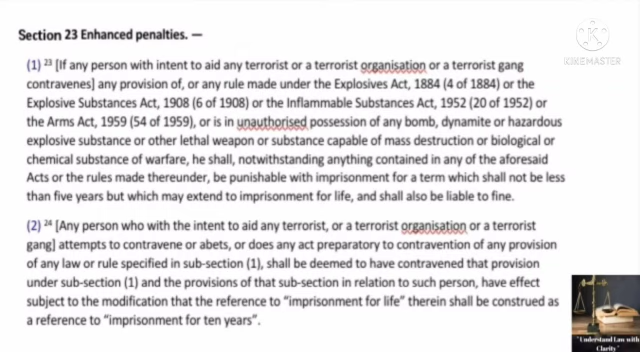 Section 23 Enhanced penalties. —
KINEMASTER
(1) 23 [If any person with intent to aid any terrorist or a terrorist organisation or a terrorist gang
contravenes] any provision of, or any rule made under the Explosives Act, 1884 (4 of 1884) or the
Explosive Substances Act, 1908 (6 of 1908) or the Inflammable Substances Act, 1952 (20 of 1952) or
the Arms Act, 1959 (54 of 1959), or is in unauthorised possession of any bomb, dynamite or hazardous
explosive substance or other lethal weapon or substance capable of mass destruction or biological or
chemical substance of warfare, he shall, notwithstanding anything contained in any of the aforesaid
Acts or the rules made thereunder, be punishable with imprisonment for a term which shall not be less
than five years but which may extend to imprisonment for life, and shall also be liable to fine.
(2) 24 [Any person who with the intent to aid any terrorist, or a terrorist organisation or a terrorist
gang] attempts to contravene or abets, or does any act preparatory to contravention of any provision
of any law or rule specified in sub-section (1), shall be deemed to have contravened that provision
under sub-section (1) and the provisions of that sub-section in relation to such person, have effect
subject to the modification that the reference to “imprisonment for life” therein shall be construed as
a reference to “imprisonment for ten years”.
"Understand Law with
Clarity"